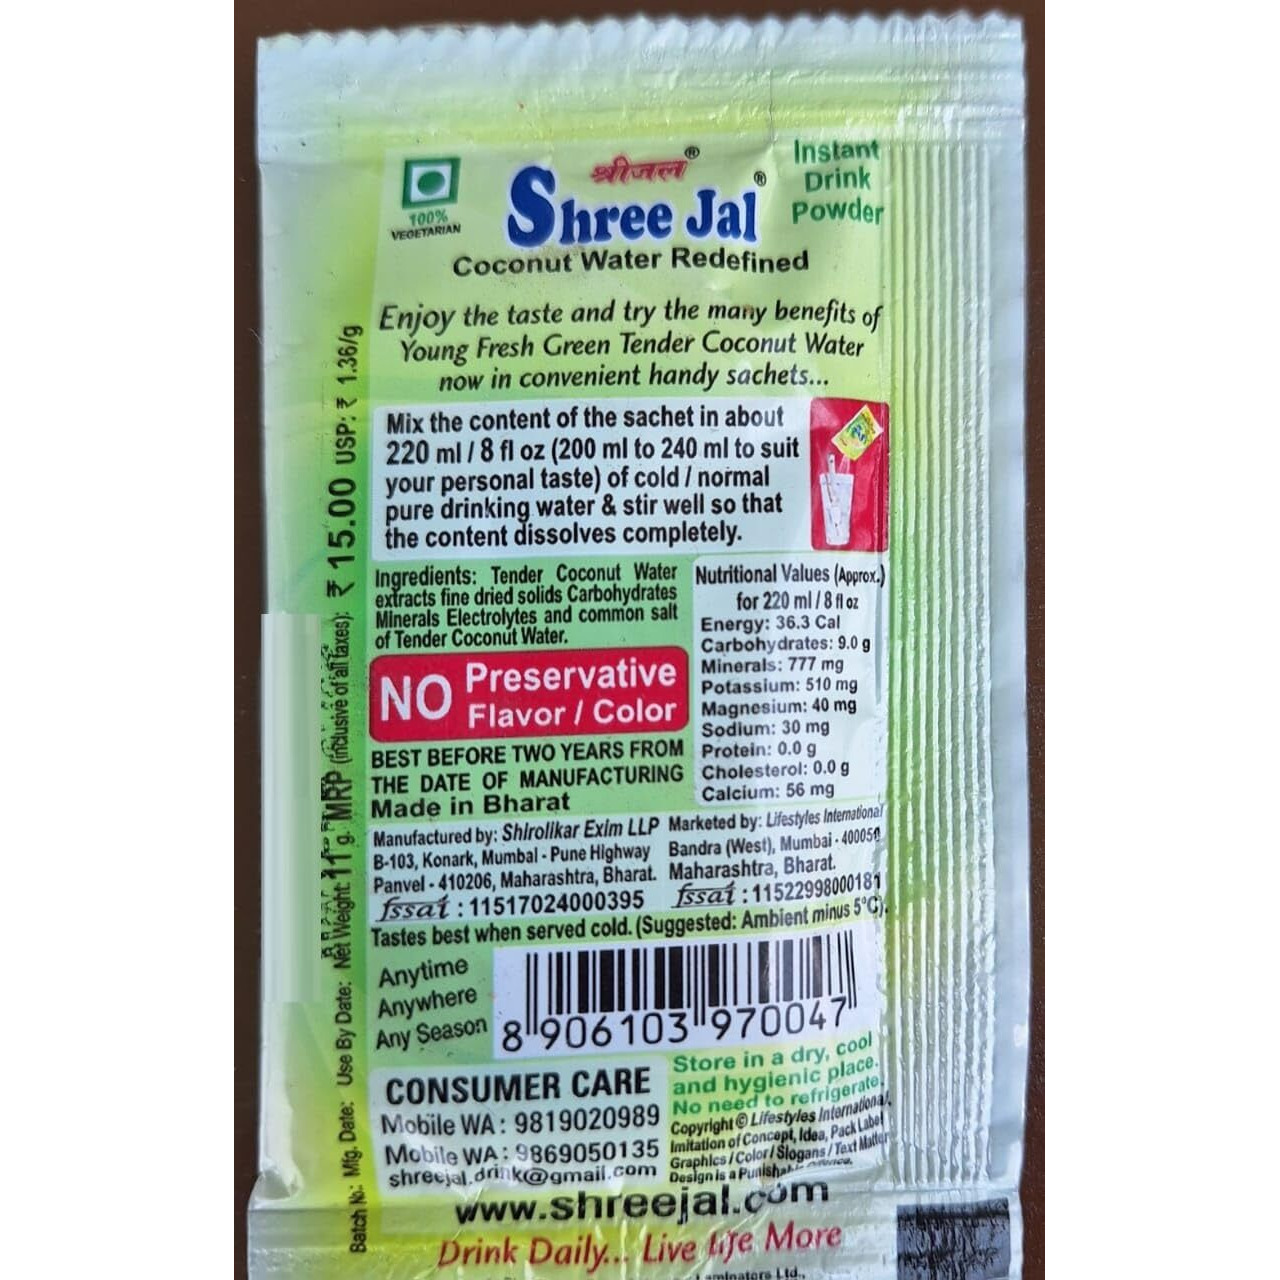 श्रीजल®
Shree Jal®
Instant
Drink
Powder
100%
VEGETARIAN
Coconut Water Redefined
Enjoy the taste and try the many benefits of
Young Fresh Green Tender Coconut Water
now in convenient handy sachets...
Mix the content of the sachet in about
220 ml / 8 fl oz (200 ml to 240 ml to suit
your personal taste) of cold / normal
pure drinking water & stir well so that
the content dissolves completely.
Ingredients: Tender Coconut Water
extracts fine dried solids Carbohydrates
Minerals Electrolytes and common salt
of Tender Coconut Water.
NO Preservative
Flavor / Color
BEST BEFORE TWO YEARS FROM
THE DATE OF MANUFACTURING
Made in Bharat
Nutritional Values (Approx.)
for 220 ml / 8 fl oz
Energy: 36.3 Cal
Carbohydrates: 9.0 g
Minerals: 777 mg
Potassium: 510 mg
Magnesium: 40 mg
Sodium: 30 mg
Protein: 0.0 g
Cholesterol: 0.0 g
Calcium: 56 mg
Manufactured by: Shirolikar Exim LLP
B-103, Konark, Mumbai - Pune Highway
Panvel - 410206, Maharashtra, Bharat.
fssai : 11517024000395
Marketed by: Lifestyles International
Bandra (West), Mumbai - 400050
Maharashtra, Bharat.
fssai : 11522998000181
Tastes best when served cold. (Suggested: Ambient minus 5°C).
Anytime
Anywhere
Any Season
8 906103 970047
CONSUMER CARE
Mobile WA : 9819020989
Mobile WA : 9869050135
shreejal.drink@gmail.com
Store in a dry, cool
and hygienic place.
No need to refrigerate.
Copyright © Lifestyles International.
Imitation of Concept, Idea, Pack Label
Graphics / Color / Slogans / Text Matter
Design is a Punishable Offence.
www.shreejal.com
Drink Daily... Live life More
Laminators Ltd.,
Batch No.: Mfg. Date: Use By Date: Net Weight: 11 g. MRP (inclusive of all taxes): ₹ 15.00 USP: ₹ 1.36/g